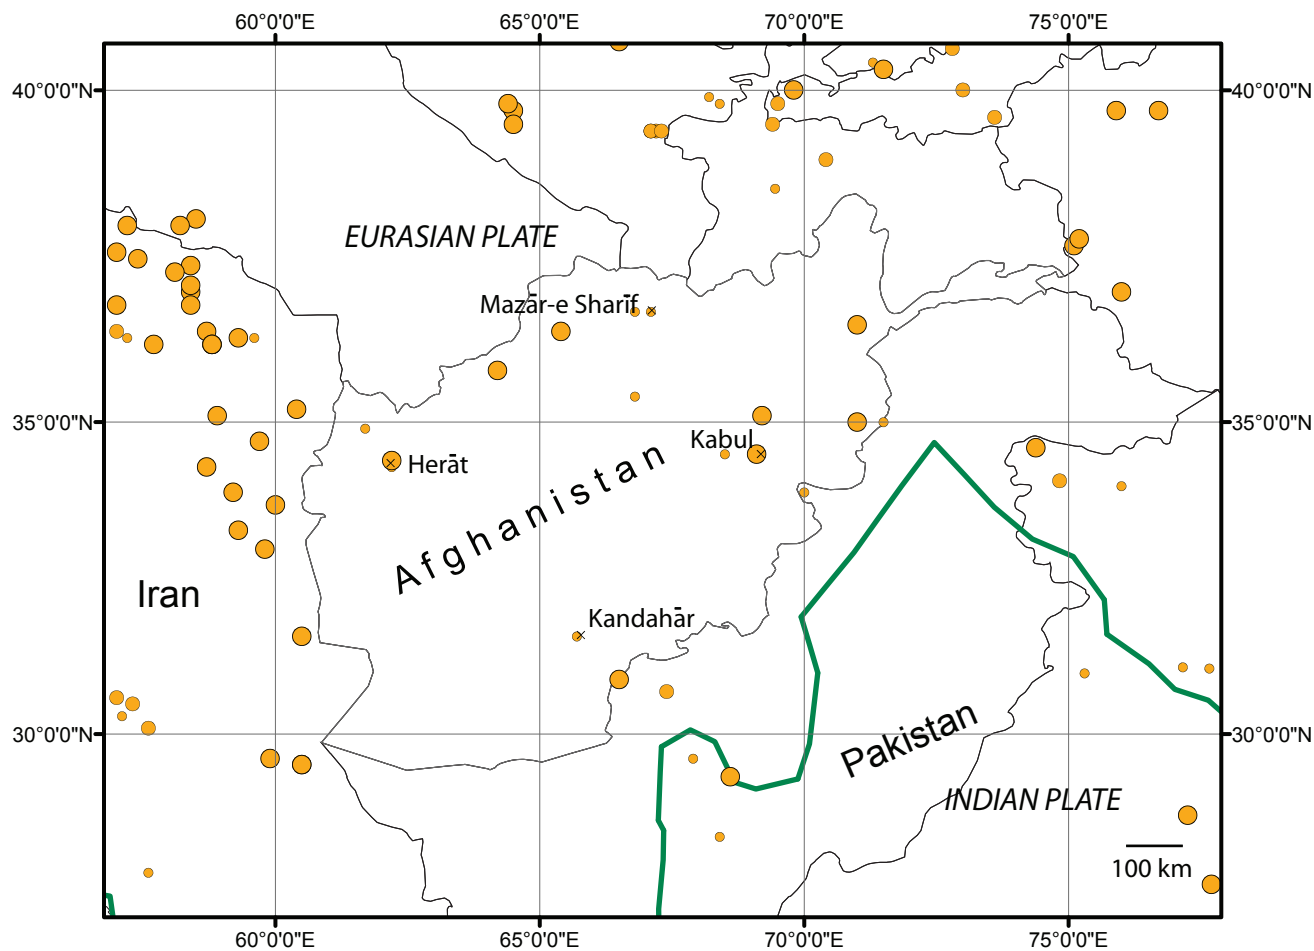 60°0'0"E 65°0'0"E 70°0'0"E 75°0'0"E
40°0'0"N 40°0'0"N
EURASIAN PLATE
Mazār-e Sharīf
35°0'0"N 35°0'0"N
Kabul
Herāt
Afghanistan
Iran
Kandahār
30°0'0"N 30°0'0"N
Pakistan
INDIAN PLATE
100 km
60°0'0"E 65°0'0"E 70°0'0"E 75°0'0"E